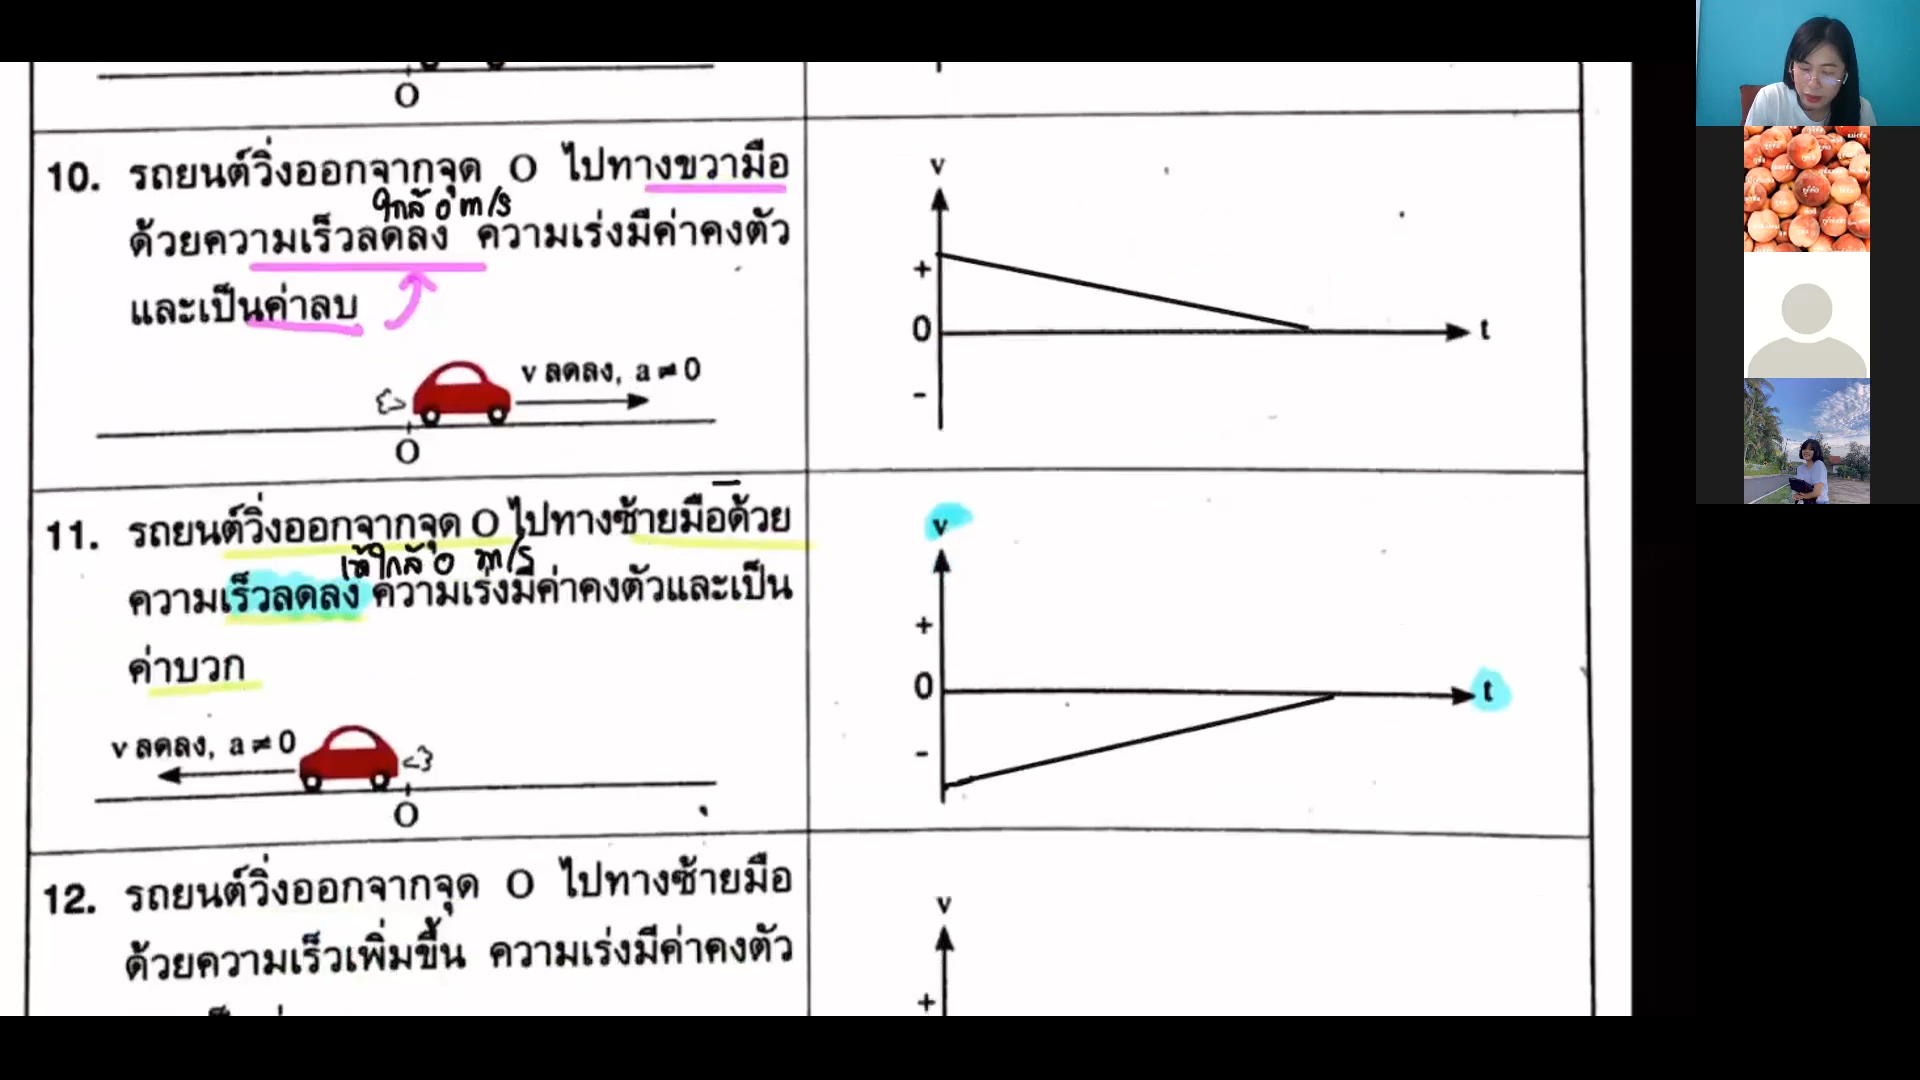 O
10. รถยนต์วิ่งออกจากจุด O ไปทางขวามือ
ใกล้ 0 m/s
ด้วยความเร็วลดลง ความเร่งมีค่าคงตัว
และเป็นค่าลบ
v ลดลง, a ≠ 0
O
v
+
0
t
-
11. รถยนต์วิ่งออกจากจุด O ไปทางซ้ายมือด้วย
เข้าใกล้ 0 m/s
ความเร็วลดลง ความเร่งมีค่าคงตัวและเป็น
ค่าบวก
v ลดลง, a ≠ 0
O
v
+
0
t
-
12. รถยนต์วิ่งออกจากจุด O ไปทางซ้ายมือ
ด้วยความเร็วเพิ่มขึ้น ความเร่งมีค่าคงตัว
v
+